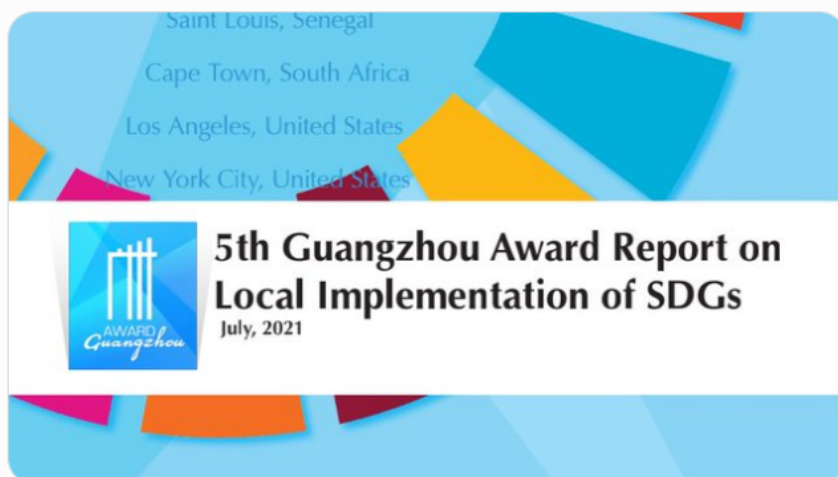 Saint Louis, Senegal
Cape Town, South Africa
Los Angeles, United States
New York City, United States
5th Guangzhou Award Report on
Local Implementation of SDGs
July, 2021
AWARD
Guangzhou